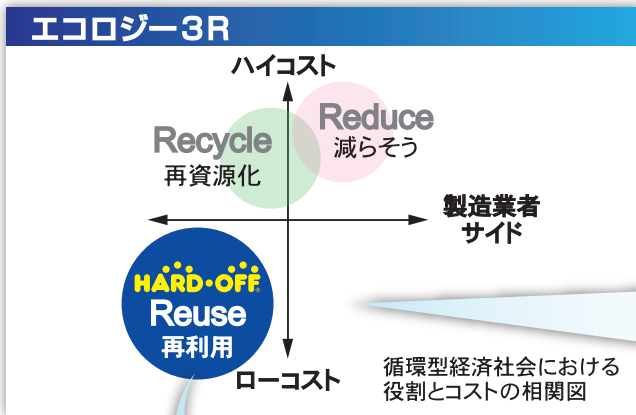 エコロジー3R
ハイコスト
Reduce
減らそう
Recycle
再資源化
製造業者
サイド
HARD・OFF
Reuse
再利用
ローコスト
循環型経済社会における
役割とコストの相関図